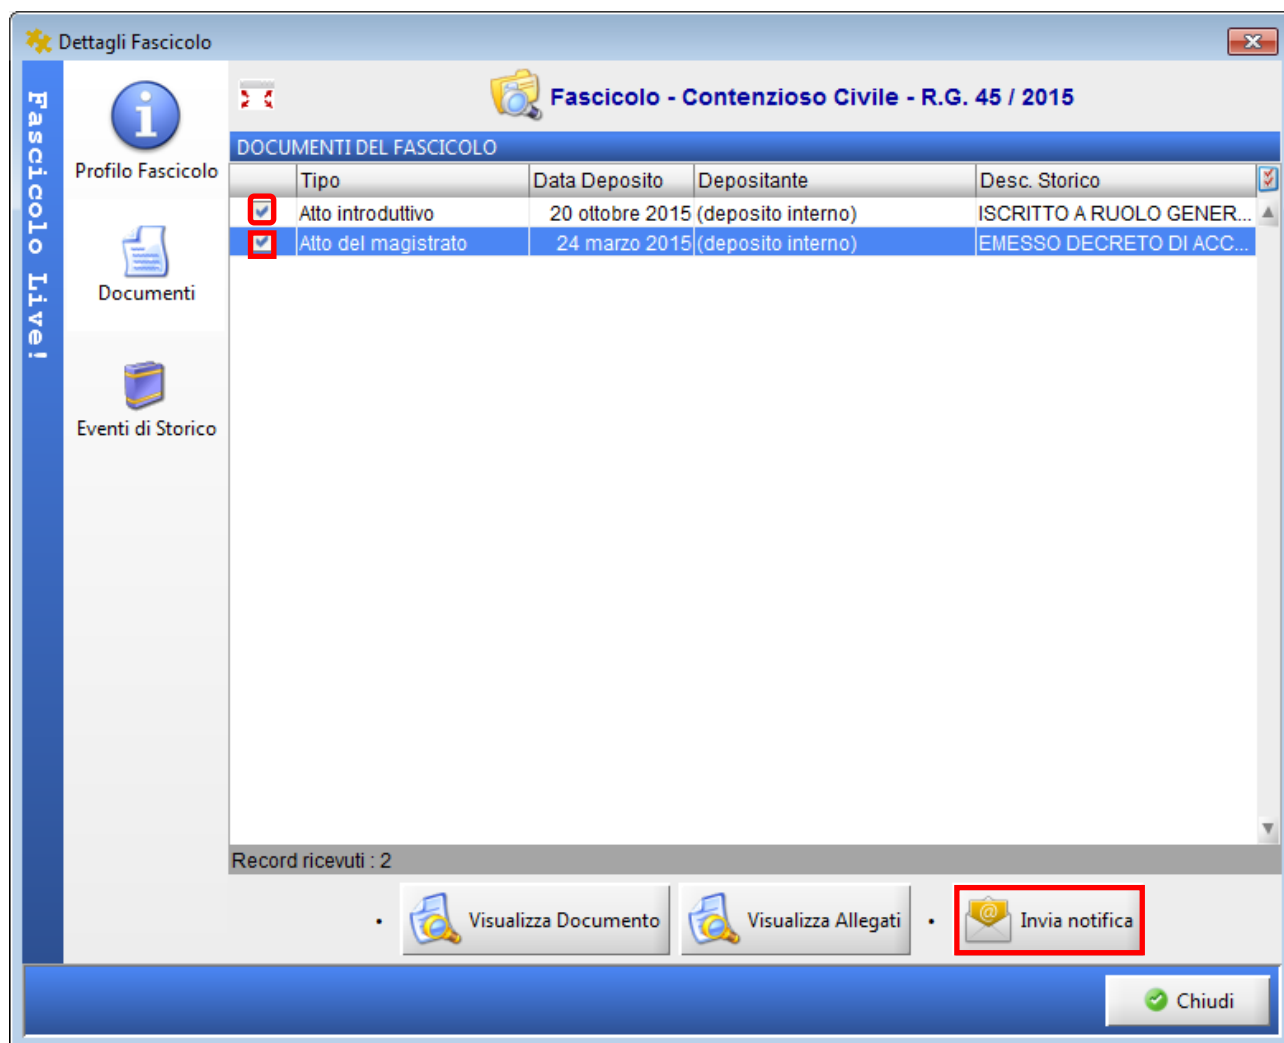 Dettagli Fascicolo
Fascicolo Live!
Profilo Fascicolo
Documenti
Eventi di Storico
Fascicolo - Contenzioso Civile - R.G. 45 / 2015
DOCUMENTI DEL FASCICOLO
Tipo Data Deposito Depositante Desc. Storico
Atto introduttivo 20 ottobre 2015 (deposito interno) ISCRITTO A RUOLO GENER...
Atto del magistrato 24 marzo 2015 (deposito interno) EMESSO DECRETO DI ACC...
Record ricevuti : 2
• Visualizza Documento Visualizza Allegati • Invia notifica
Chiudi